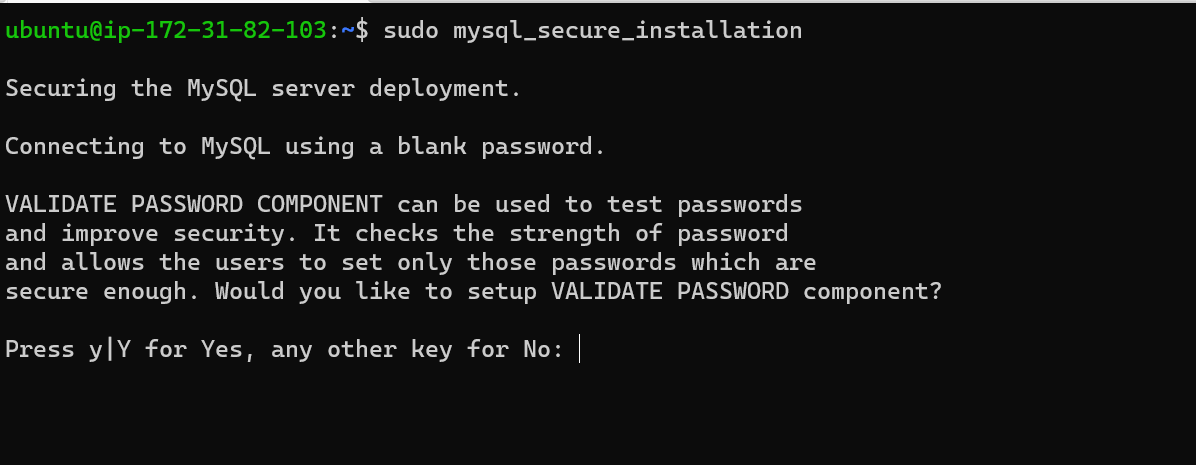 ubuntu@ip-172-31-82-103:~$ sudo mysql_secure_installation
Securing the MySQL server deployment.
Connecting to MySQL using a blank password.
VALIDATE PASSWORD COMPONENT can be used to test passwords
and improve security. It checks the strength of password
and allows the users to set only those passwords which are
secure enough. Would you like to setup VALIDATE PASSWORD component?
Press y|Y for Yes, any other key for No: